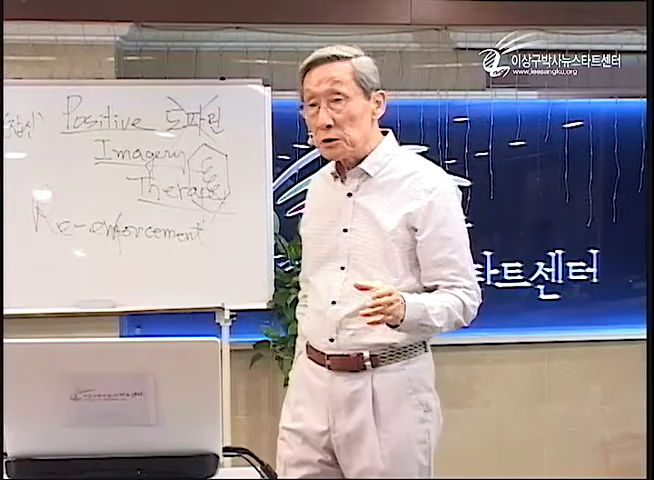 이상구박사뉴스타트센터
www.leesangku.org
Positive 도파민
Imagery
Therapy
Re-enforcement
타트센터